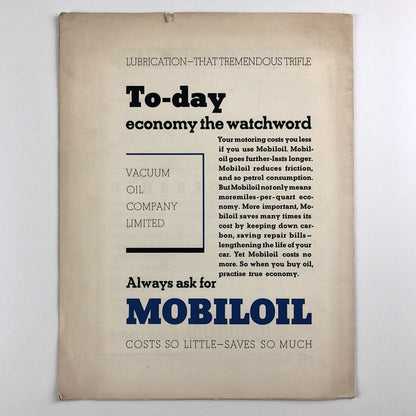 LUBRICATION—THAT TREMENDOUS TRIFLE
To-day
economy the watchword
VACUUM
OIL
COMPANY
LIMITED
Your motoring costs you less
if you use Mobiloil. Mobil-
oil goes further-lasts longer.
Mobiloil reduces friction,
and so petrol consumption.
But Mobiloil not only means
more miles-per-quart eco-
nomy. More important, Mo-
biloil saves many times its
cost by keeping down car-
bon, saving repair bills—
lengthening the life of your
car. Yet Mobiloil costs no
more. So when you buy oil,
practise true economy.
Always ask for
MOBILOIL
COSTS SO LITTLE—SAVES SO MUCH